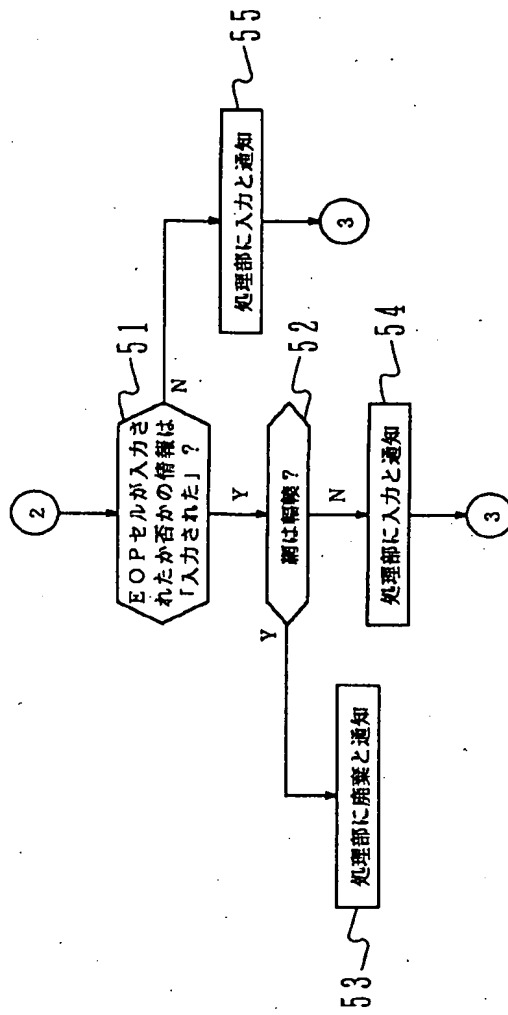 2
EOPセルが入力さ
れたか否かの情報は
「入力された」?
51
N
Y
処理部に入力と通知
55
3
網は輻輳?
52
Y
N
処理部に廃棄と通知
53
処理部に入力と通知
54
3